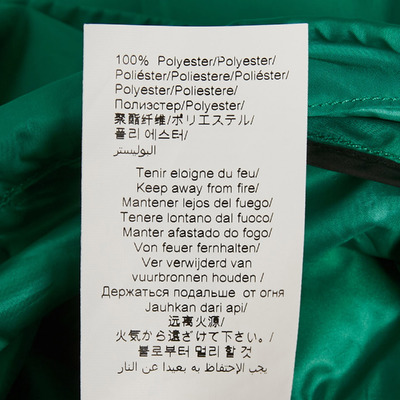 100% Polyester/Polyester/
Poliéster/Poliestere/Poliéster/
Polyester/Poliestere/
Полиэстер/Polyester/
聚酯纤维/ポリエステル/
폴리 에스터/
البوليستر
Tenir eloigne du feu/
Keep away from fire/
Mantener lejos del fuego/
Tenere lontano dal fuoco/
Manter afastado do fogo/
Von feuer fernhalten/
Ver verwijderd van
vuurbronnen houden /
Держаться подальше от огня
Jauhkan dari api/
远离火源/
火気から遠ざけて下さい。/
불로부터 멀리 할 것/
يجب الإحتفاظ به بعيدا عن النار